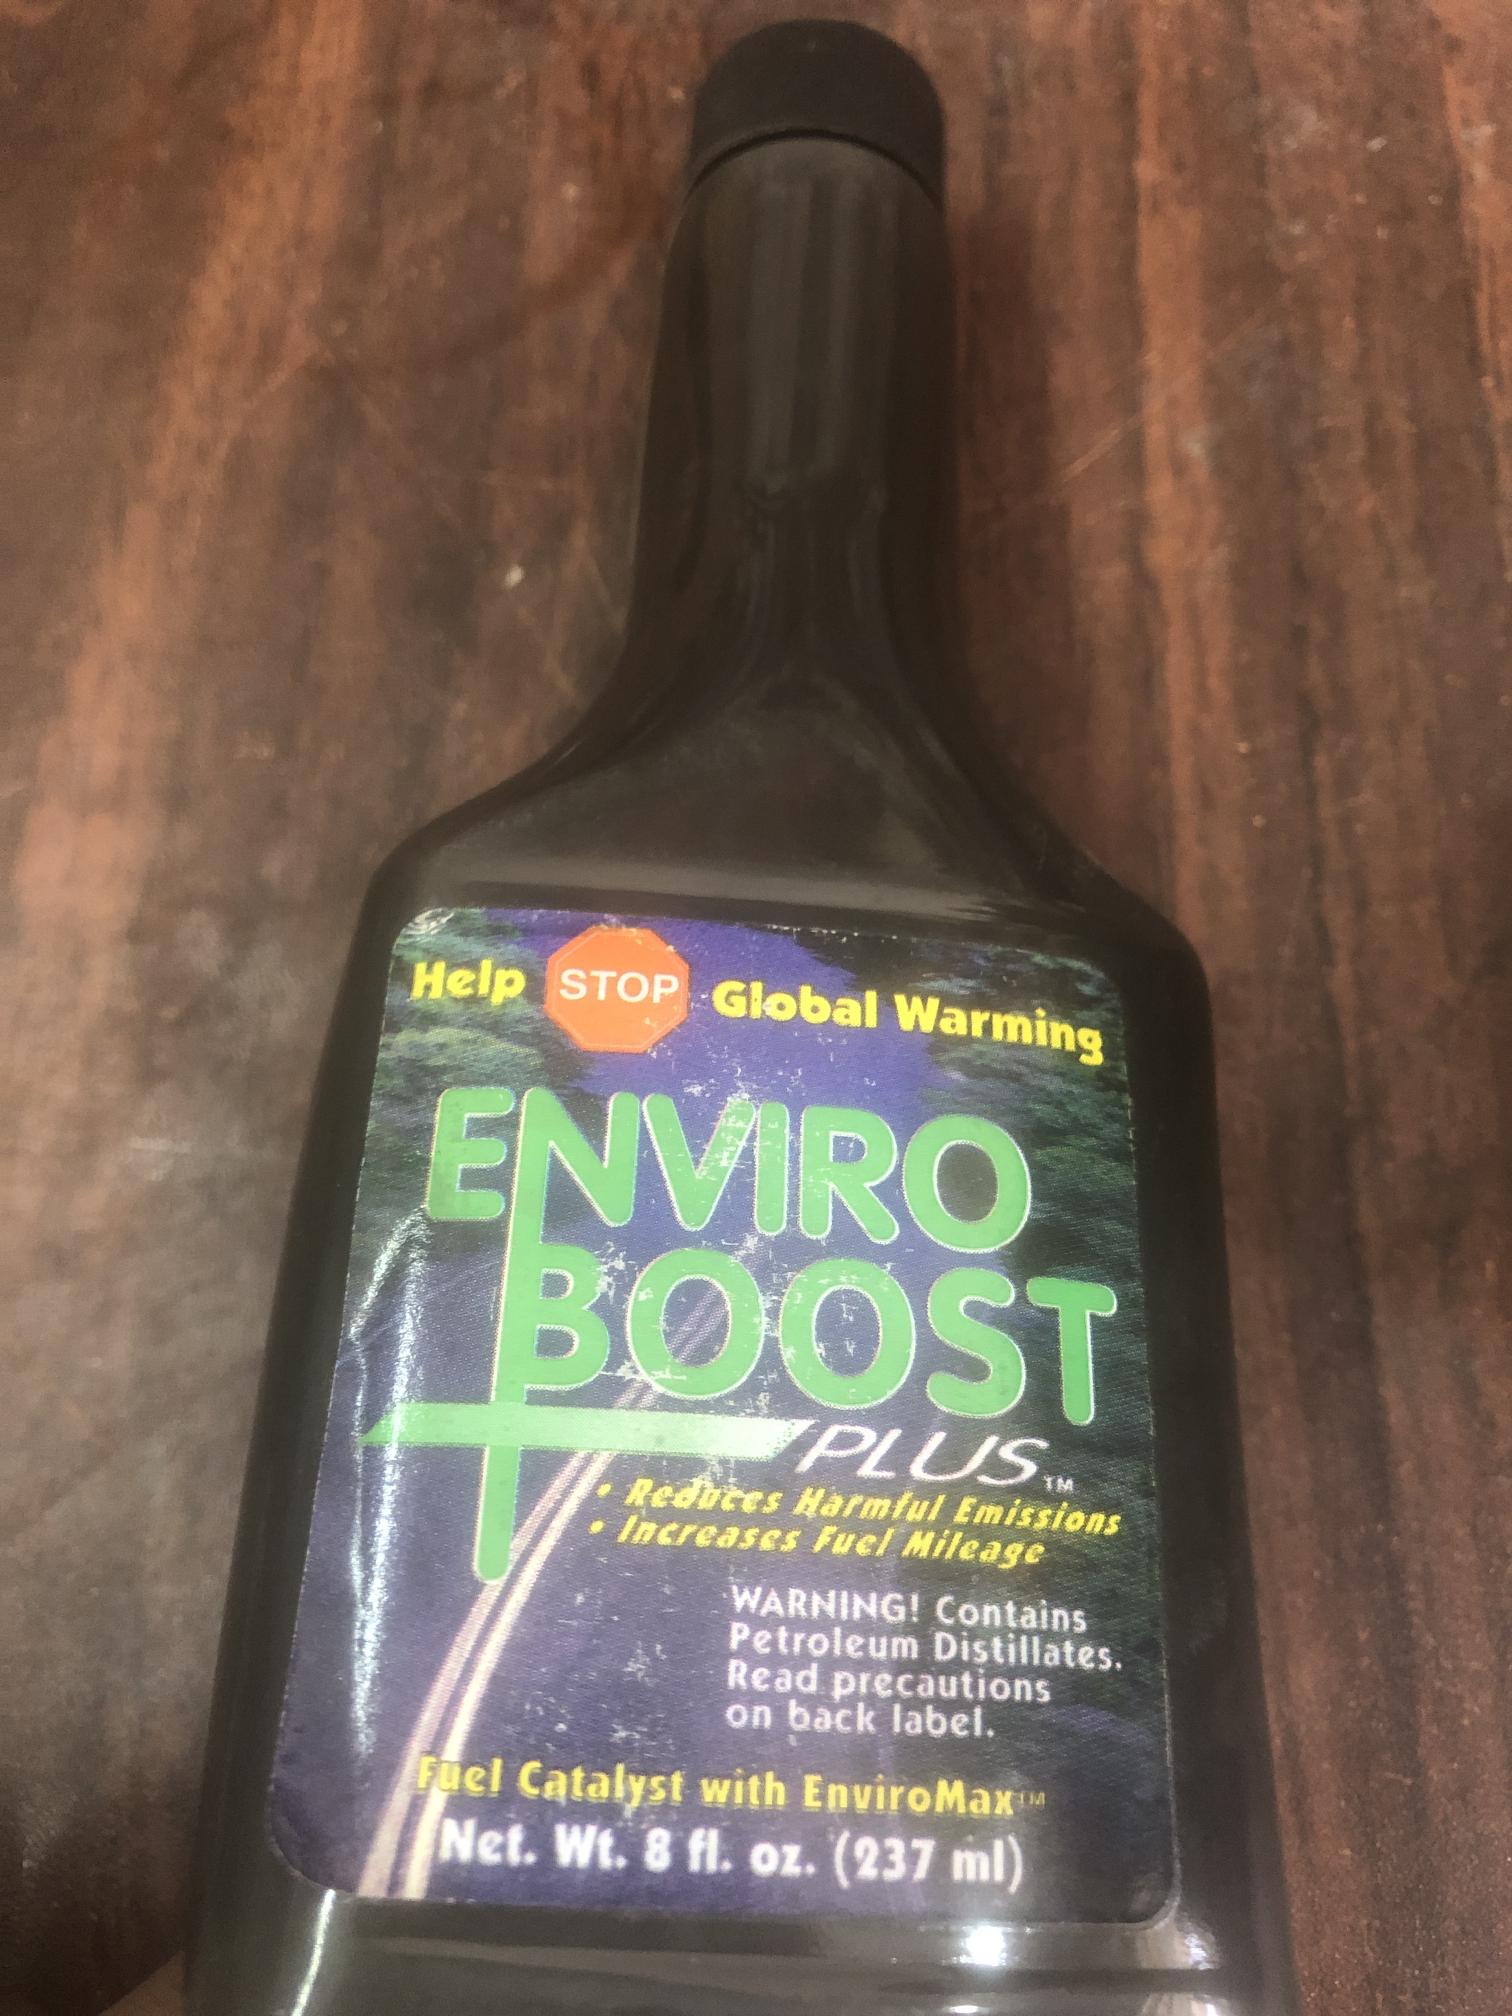 Help STOP Global Warming
ENVIRO
BOOST
PLUS™
• Reduces Harmful Emissions
• Increases Fuel Mileage
WARNING! Contains
Petroleum Distillates.
Read precautions
on back label.
Fuel Catalyst with EnviroMax™
Net. Wt. 8 fl. oz. (237 ml)